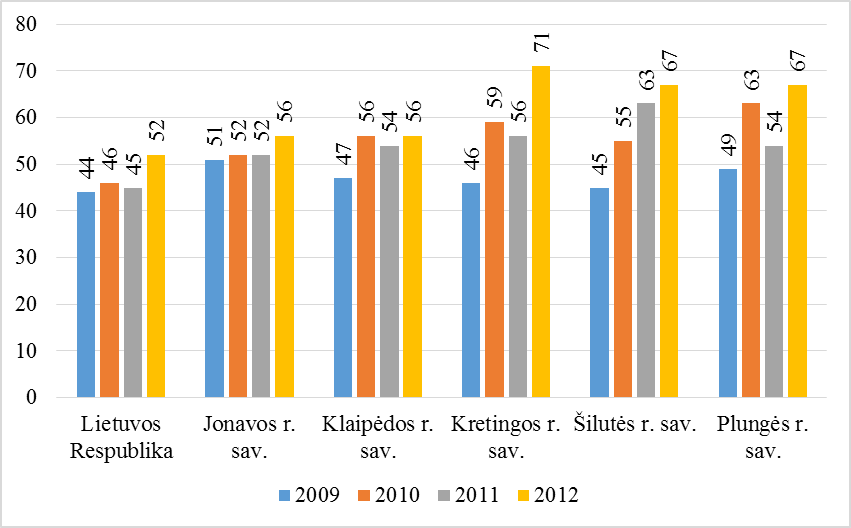 80
70
60
50
40
30
20
10
0
44
46
45
52
51
52
52
56
47
56
54
56
46
59
56
71
45
55
63
67
49
63
54
67
Lietuvos
Respublika
Jonavos r.
sav.
Klaipėdos r.
sav.
Kretingos r.
sav.
Šilutės r. sav.
Plungės r.
sav.
2009 2010 2011 2012